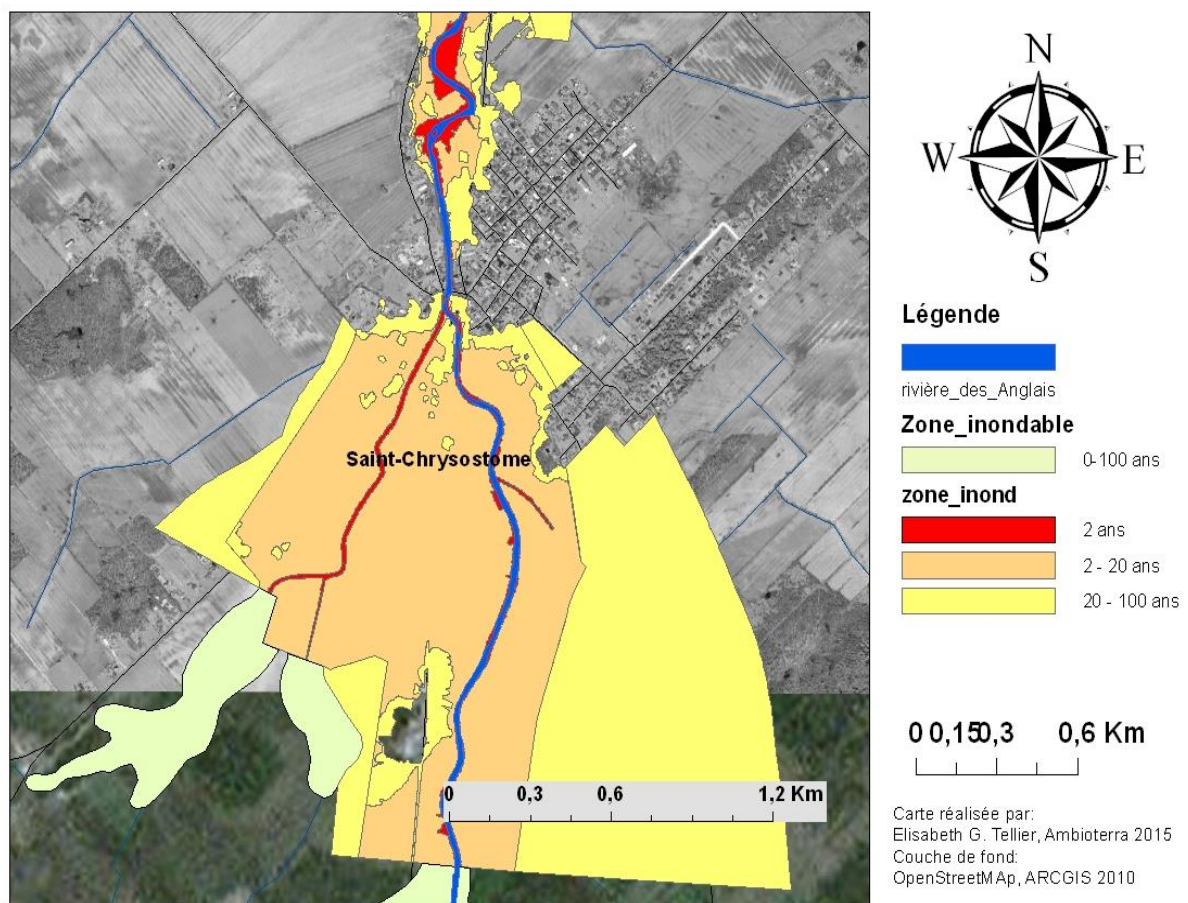 N
W E
S
Légende
rivière_des_Anglais
Zone_inondable
0-100 ans
zone_inond
2 ans
2 - 20 ans
20 - 100 ans
Saint-Chrysostome
0 0,15 0,3 0,6 Km
0 0,3 0,6 1,2 Km
Carte réalisée par:
Elisabeth G. Tellier, Ambioterra 2015
Couche de fond:
OpenStreetMAp, ARCGIS 2010